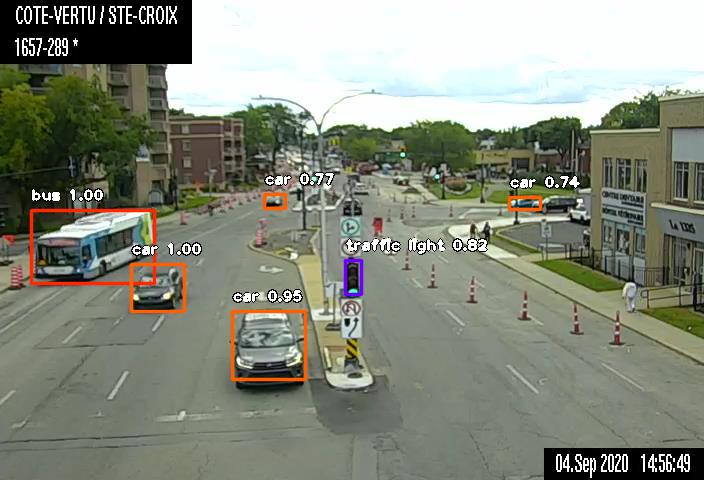 COTE-VERTU / STE-CROIX
1657-289 *
car 0.77
car 0.74
bus 1.00
car 1.00
traffic light 0.82
car 0.95
04.Sep 2020 14:56:49